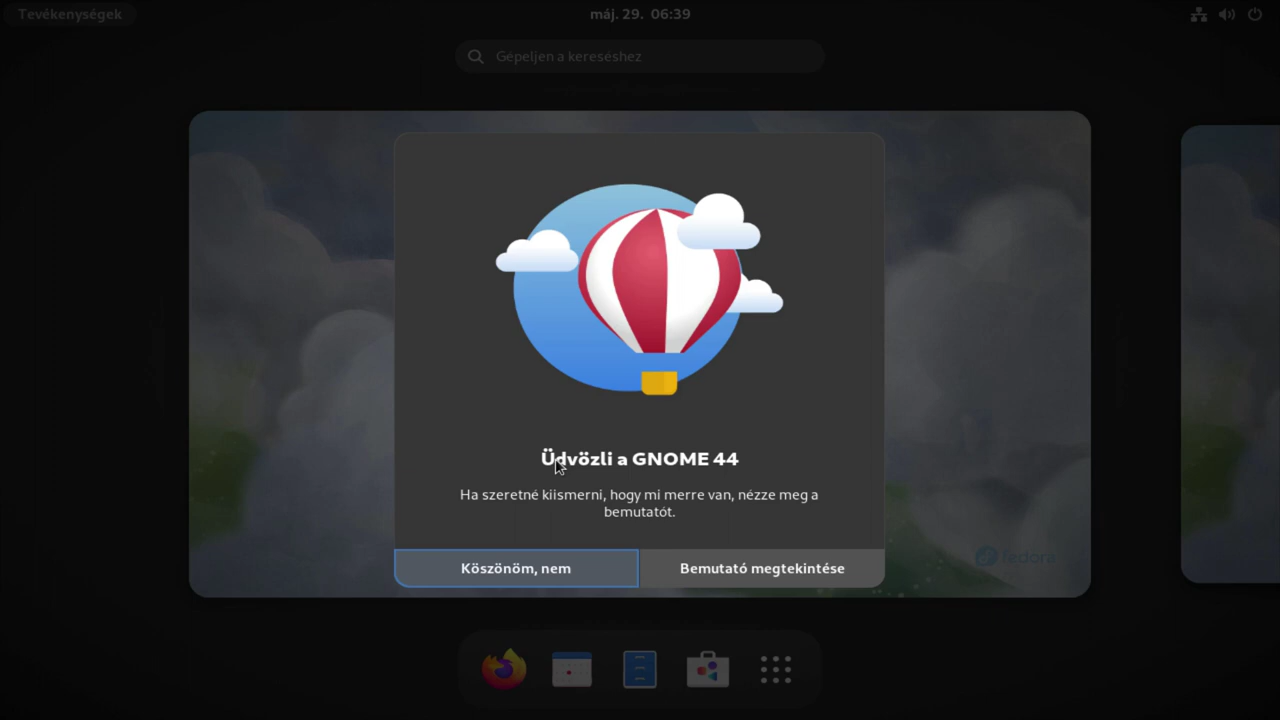 Tevékenységek
máj. 29. 06:39
Gépeljen a kereséshez
Üdvözli a GNOME 44
Ha szeretné kiismerni, hogy mi merre van, nézze meg a
bemutatót.
fedora
Köszönöm, nem
Bemutató megtekintése